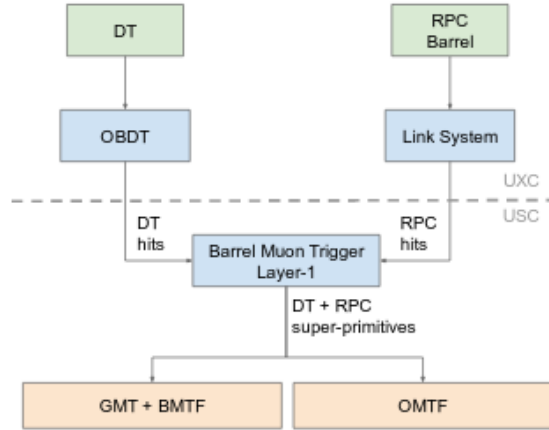 DT
RPC
Barrel
OBDT
Link System
UXC
USC
DT
hits
RPC
hits
Barrel Muon Trigger
Layer-1
DT + RPC
super-primitives
GMT + BMTF
OMTF